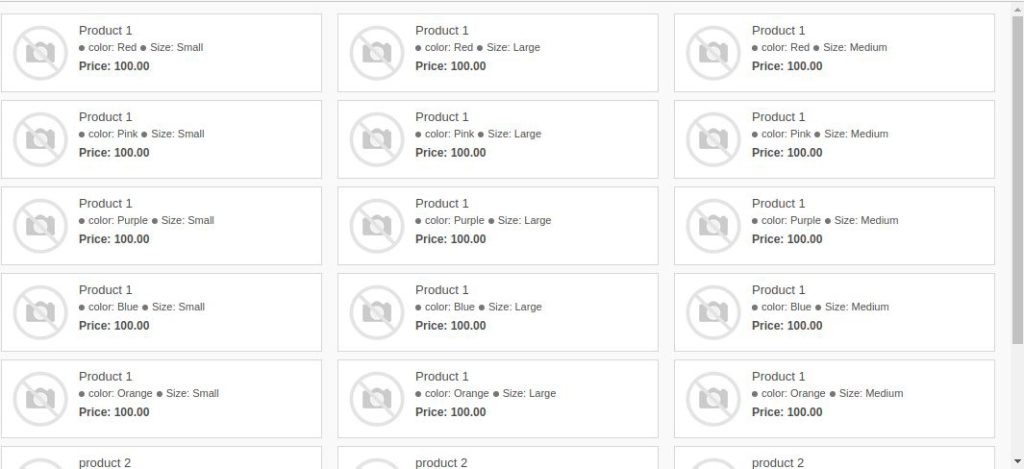 Product 1
● color: Red ● Size: Small
Price: 100.00
Product 1
● color: Red ● Size: Large
Price: 100.00
Product 1
● color: Red ● Size: Medium
Price: 100.00
Product 1
● color: Pink ● Size: Small
Price: 100.00
Product 1
● color: Pink ● Size: Large
Price: 100.00
Product 1
● color: Pink ● Size: Medium
Price: 100.00
Product 1
● color: Purple ● Size: Small
Price: 100.00
Product 1
● color: Purple ● Size: Large
Price: 100.00
Product 1
● color: Purple ● Size: Medium
Price: 100.00
Product 1
● color: Blue ● Size: Small
Price: 100.00
Product 1
● color: Blue ● Size: Large
Price: 100.00
Product 1
● color: Blue ● Size: Medium
Price: 100.00
Product 1
● color: Orange ● Size: Small
Price: 100.00
Product 1
● color: Orange ● Size: Large
Price: 100.00
Product 1
● color: Orange ● Size: Medium
Price: 100.00
product 2
product 2
product 2